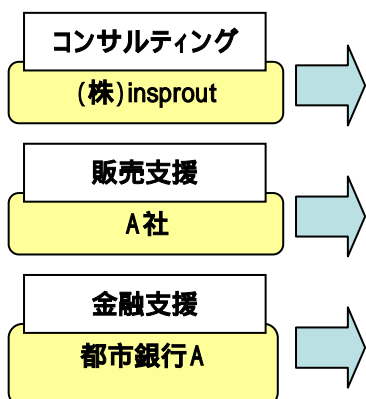 コンサルティング
(株)insprout
販売支援
A社
金融支援
都市銀行A